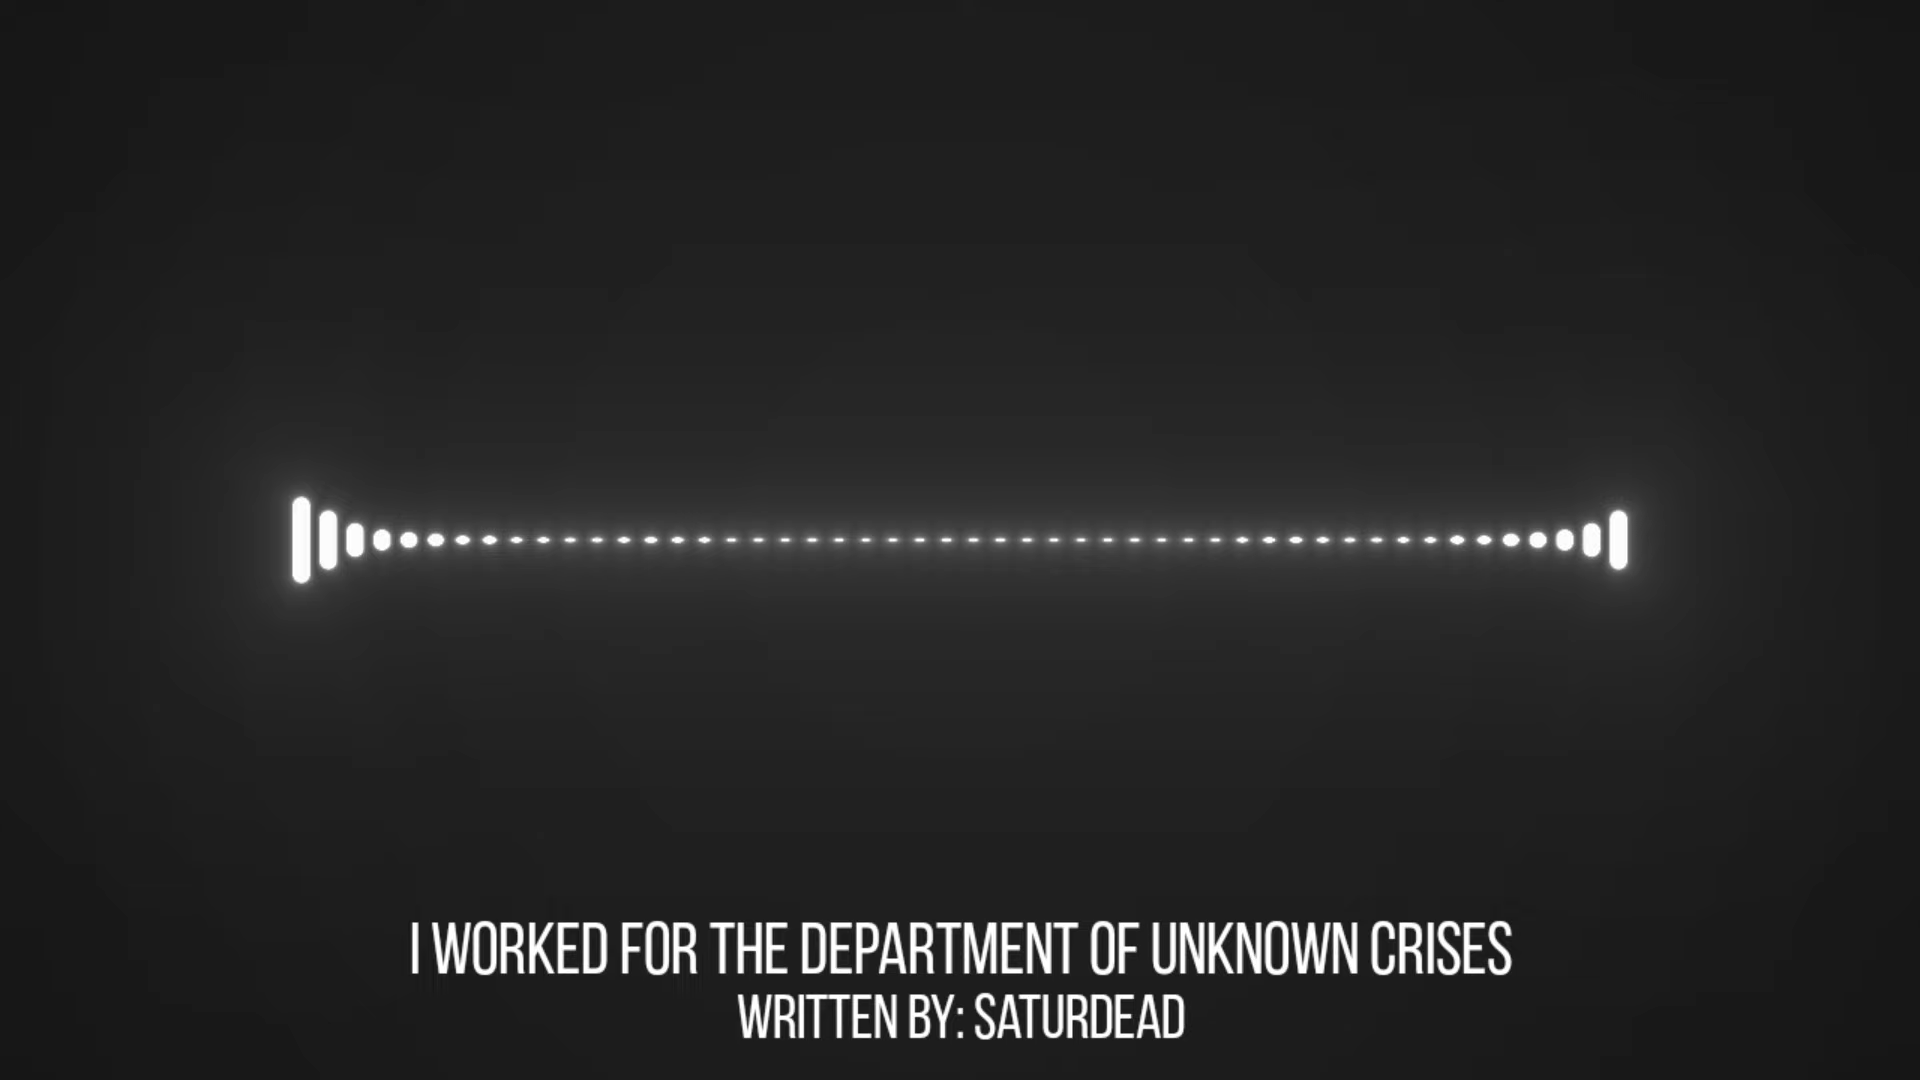 I WORKED FOR THE DEPARTMENT OF UNKNOWN CRISES
WRITTEN BY: SATURDEAD